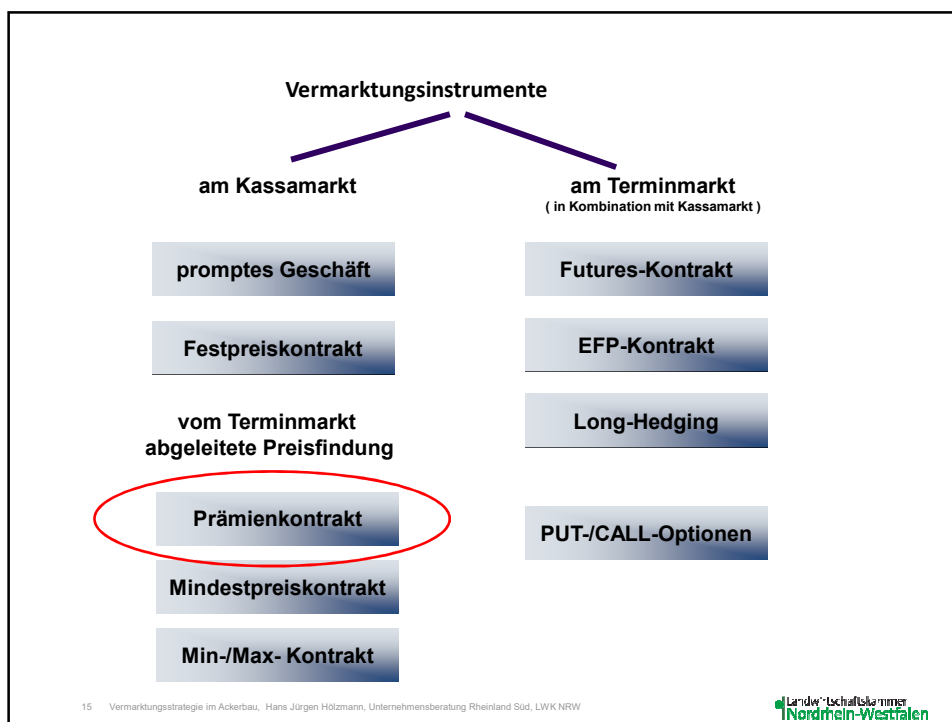 Vermarktungsinstrumente
am Kassamarkt
promptes Geschäft
Festpreiskontrakt
vom Terminmarkt
abgeleitete Preisfindung
Prämienkontrakt
Mindestpreiskontrakt
Min-/Max- Kontrakt
am Terminmarkt
( in Kombination mit Kassamarkt )
Futures-Kontrakt
EFP-Kontrakt
Long-Hedging
PUT-/CALL-Optionen
15 Vermarktungsstrategie im Ackerbau, Hans Jürgen Hölzmann, Unternehmensberatung Rheinland Süd, LWK NRW
Landwirtschaftskammer
Nordrhein-Westfalen